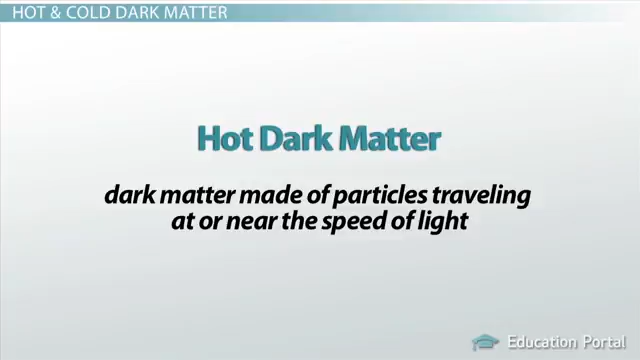 HOT & COLD DARK MATTER
Hot Dark Matter
dark matter made of particles traveling
at or near the speed of light
Education Portal